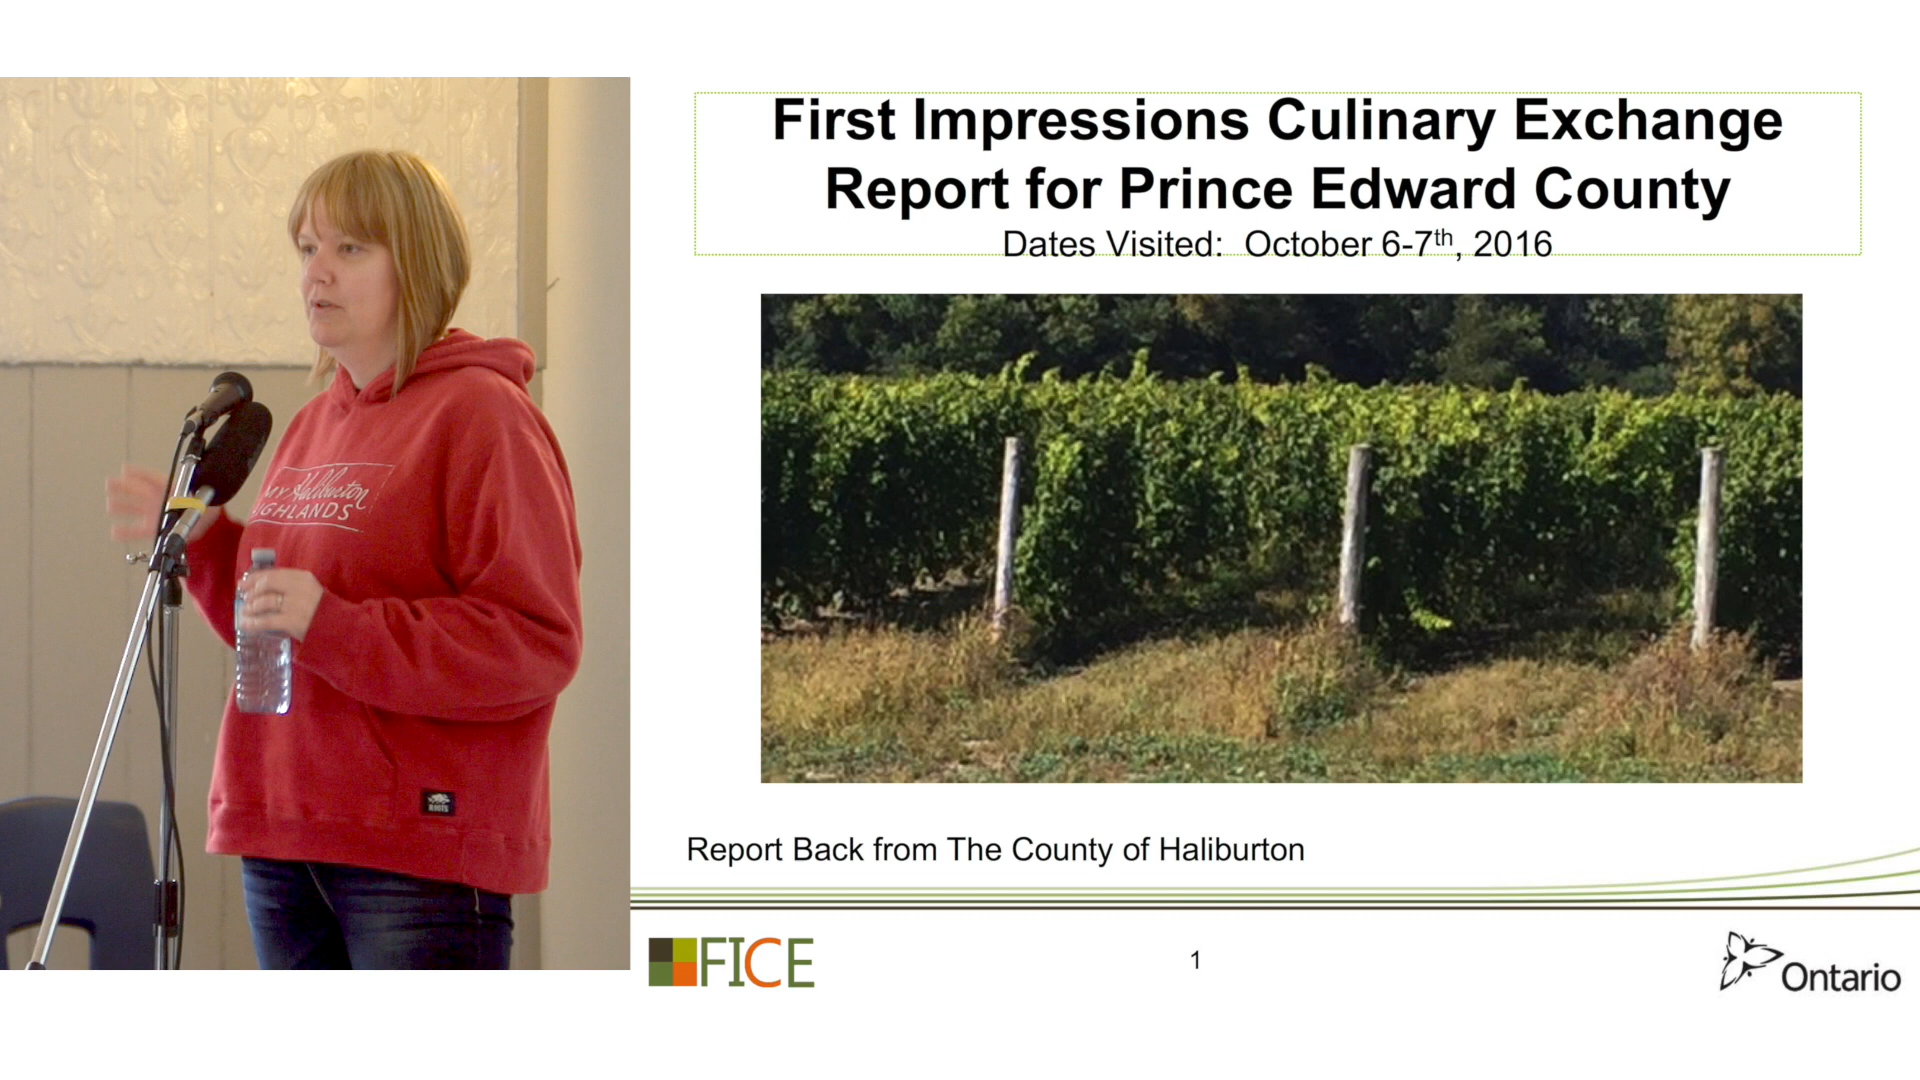 First Impressions Culinary Exchange
Report for Prince Edward County
Dates Visited: October 6-7th, 2016
MY Haliburton
HIGHLANDS
ROOTS
Report Back from The County of Haliburton
FICE
1
Ontario